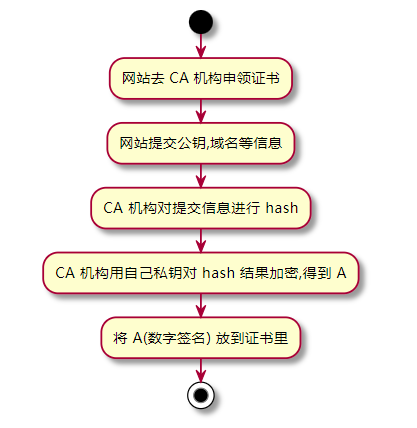 网站去 CA 机构申领证书
网站提交公钥,域名等信息
CA 机构对提交信息进行 hash
CA 机构用自己私钥对 hash 结果加密,得到 A
将 A(数字签名) 放到证书里